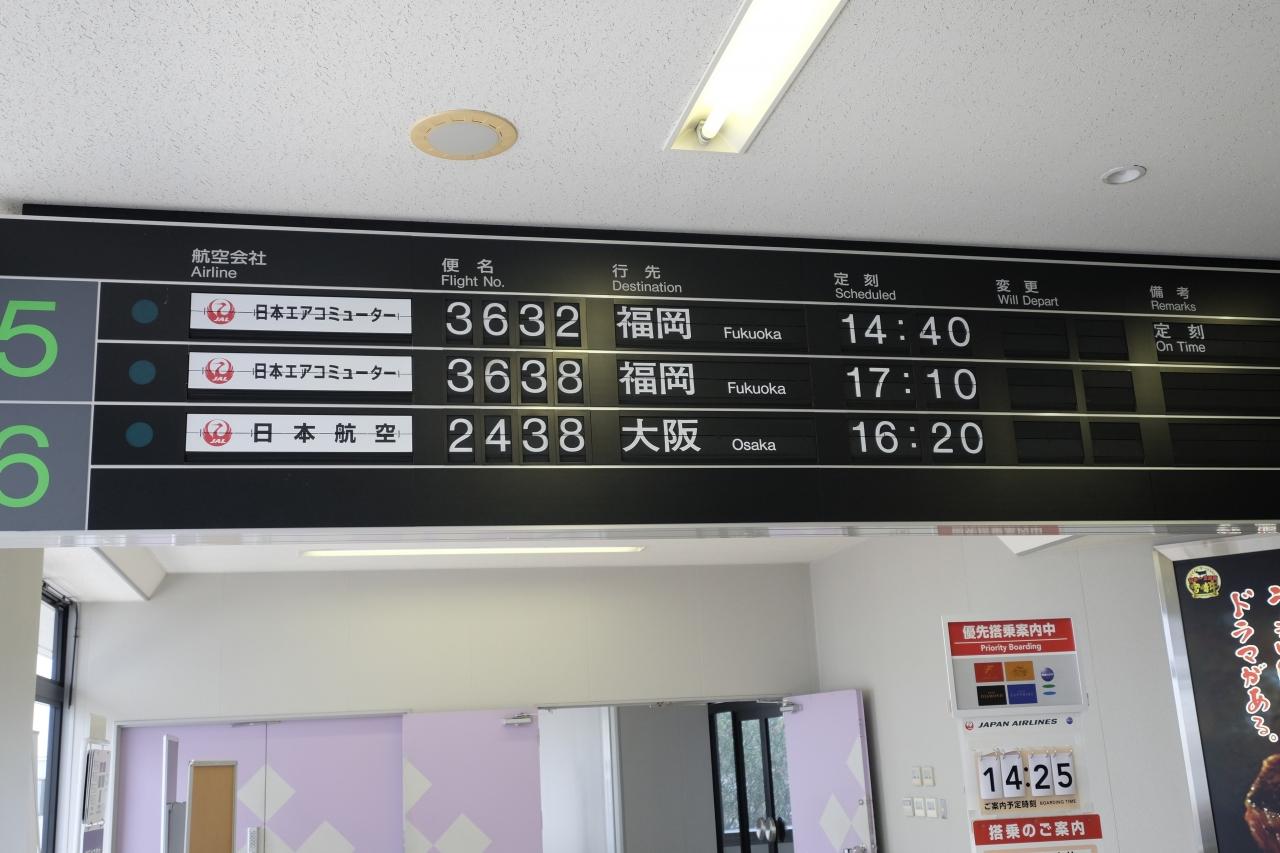 航空会社 便名 行先 定刻 変更 備考
Airline Flight No. Destination Scheduled Will Depart Remarks
5
JAL 日本エアコミューター 3632 福岡 Fukuoka 14:40 定刻
On Time
JAL 日本エアコミューター 3638 福岡 Fukuoka 17:10
6
JAL 日本航空 2438 大阪 Osaka 16:20
優先搭乗案内中
Priority Boarding
JAPAN AIRLINES
14:25
ご案内予定時刻 BOARDING TIME
搭乗のご案内
ドラマがある。